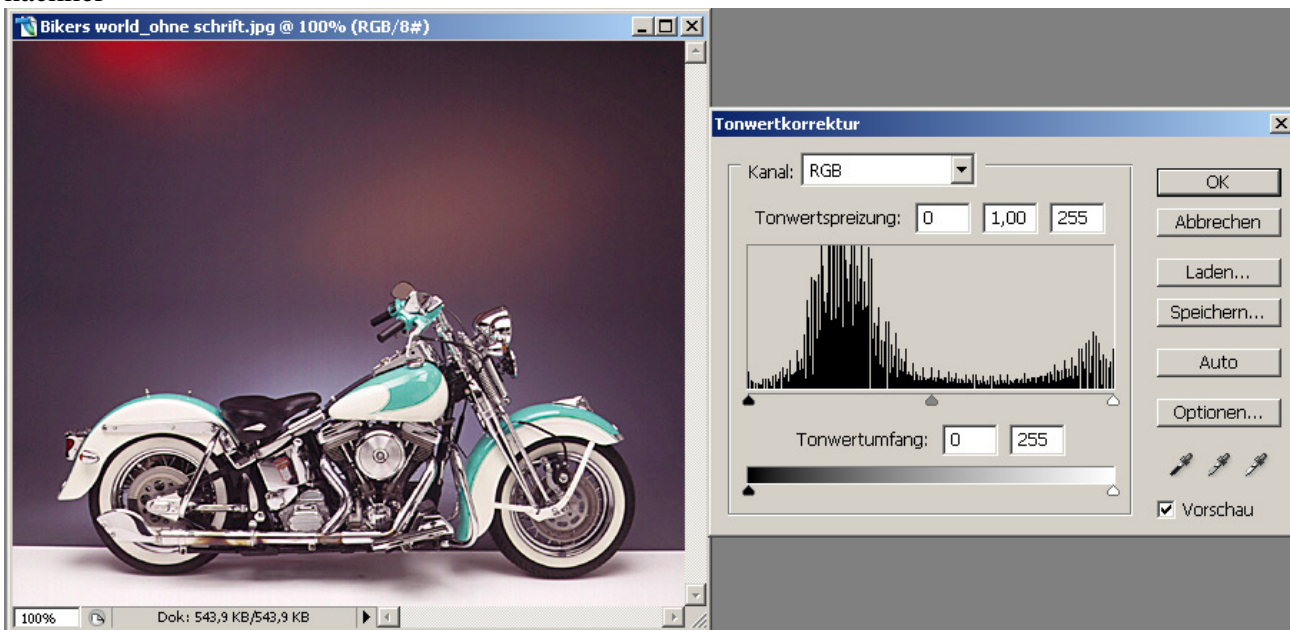 Bikers world_ohne schrift.jpg @ 100% (RGB/8#)
Tonwertkorrektur
Kanal: RGB
OK
Tonwertspreizung: 0 1,00 255
Abbrechen
Laden...
Speichern...
Auto
Optionen...
Tonwertumfang: 0 255
Vorschau
100% Dok: 543,9 KB/543,9 KB